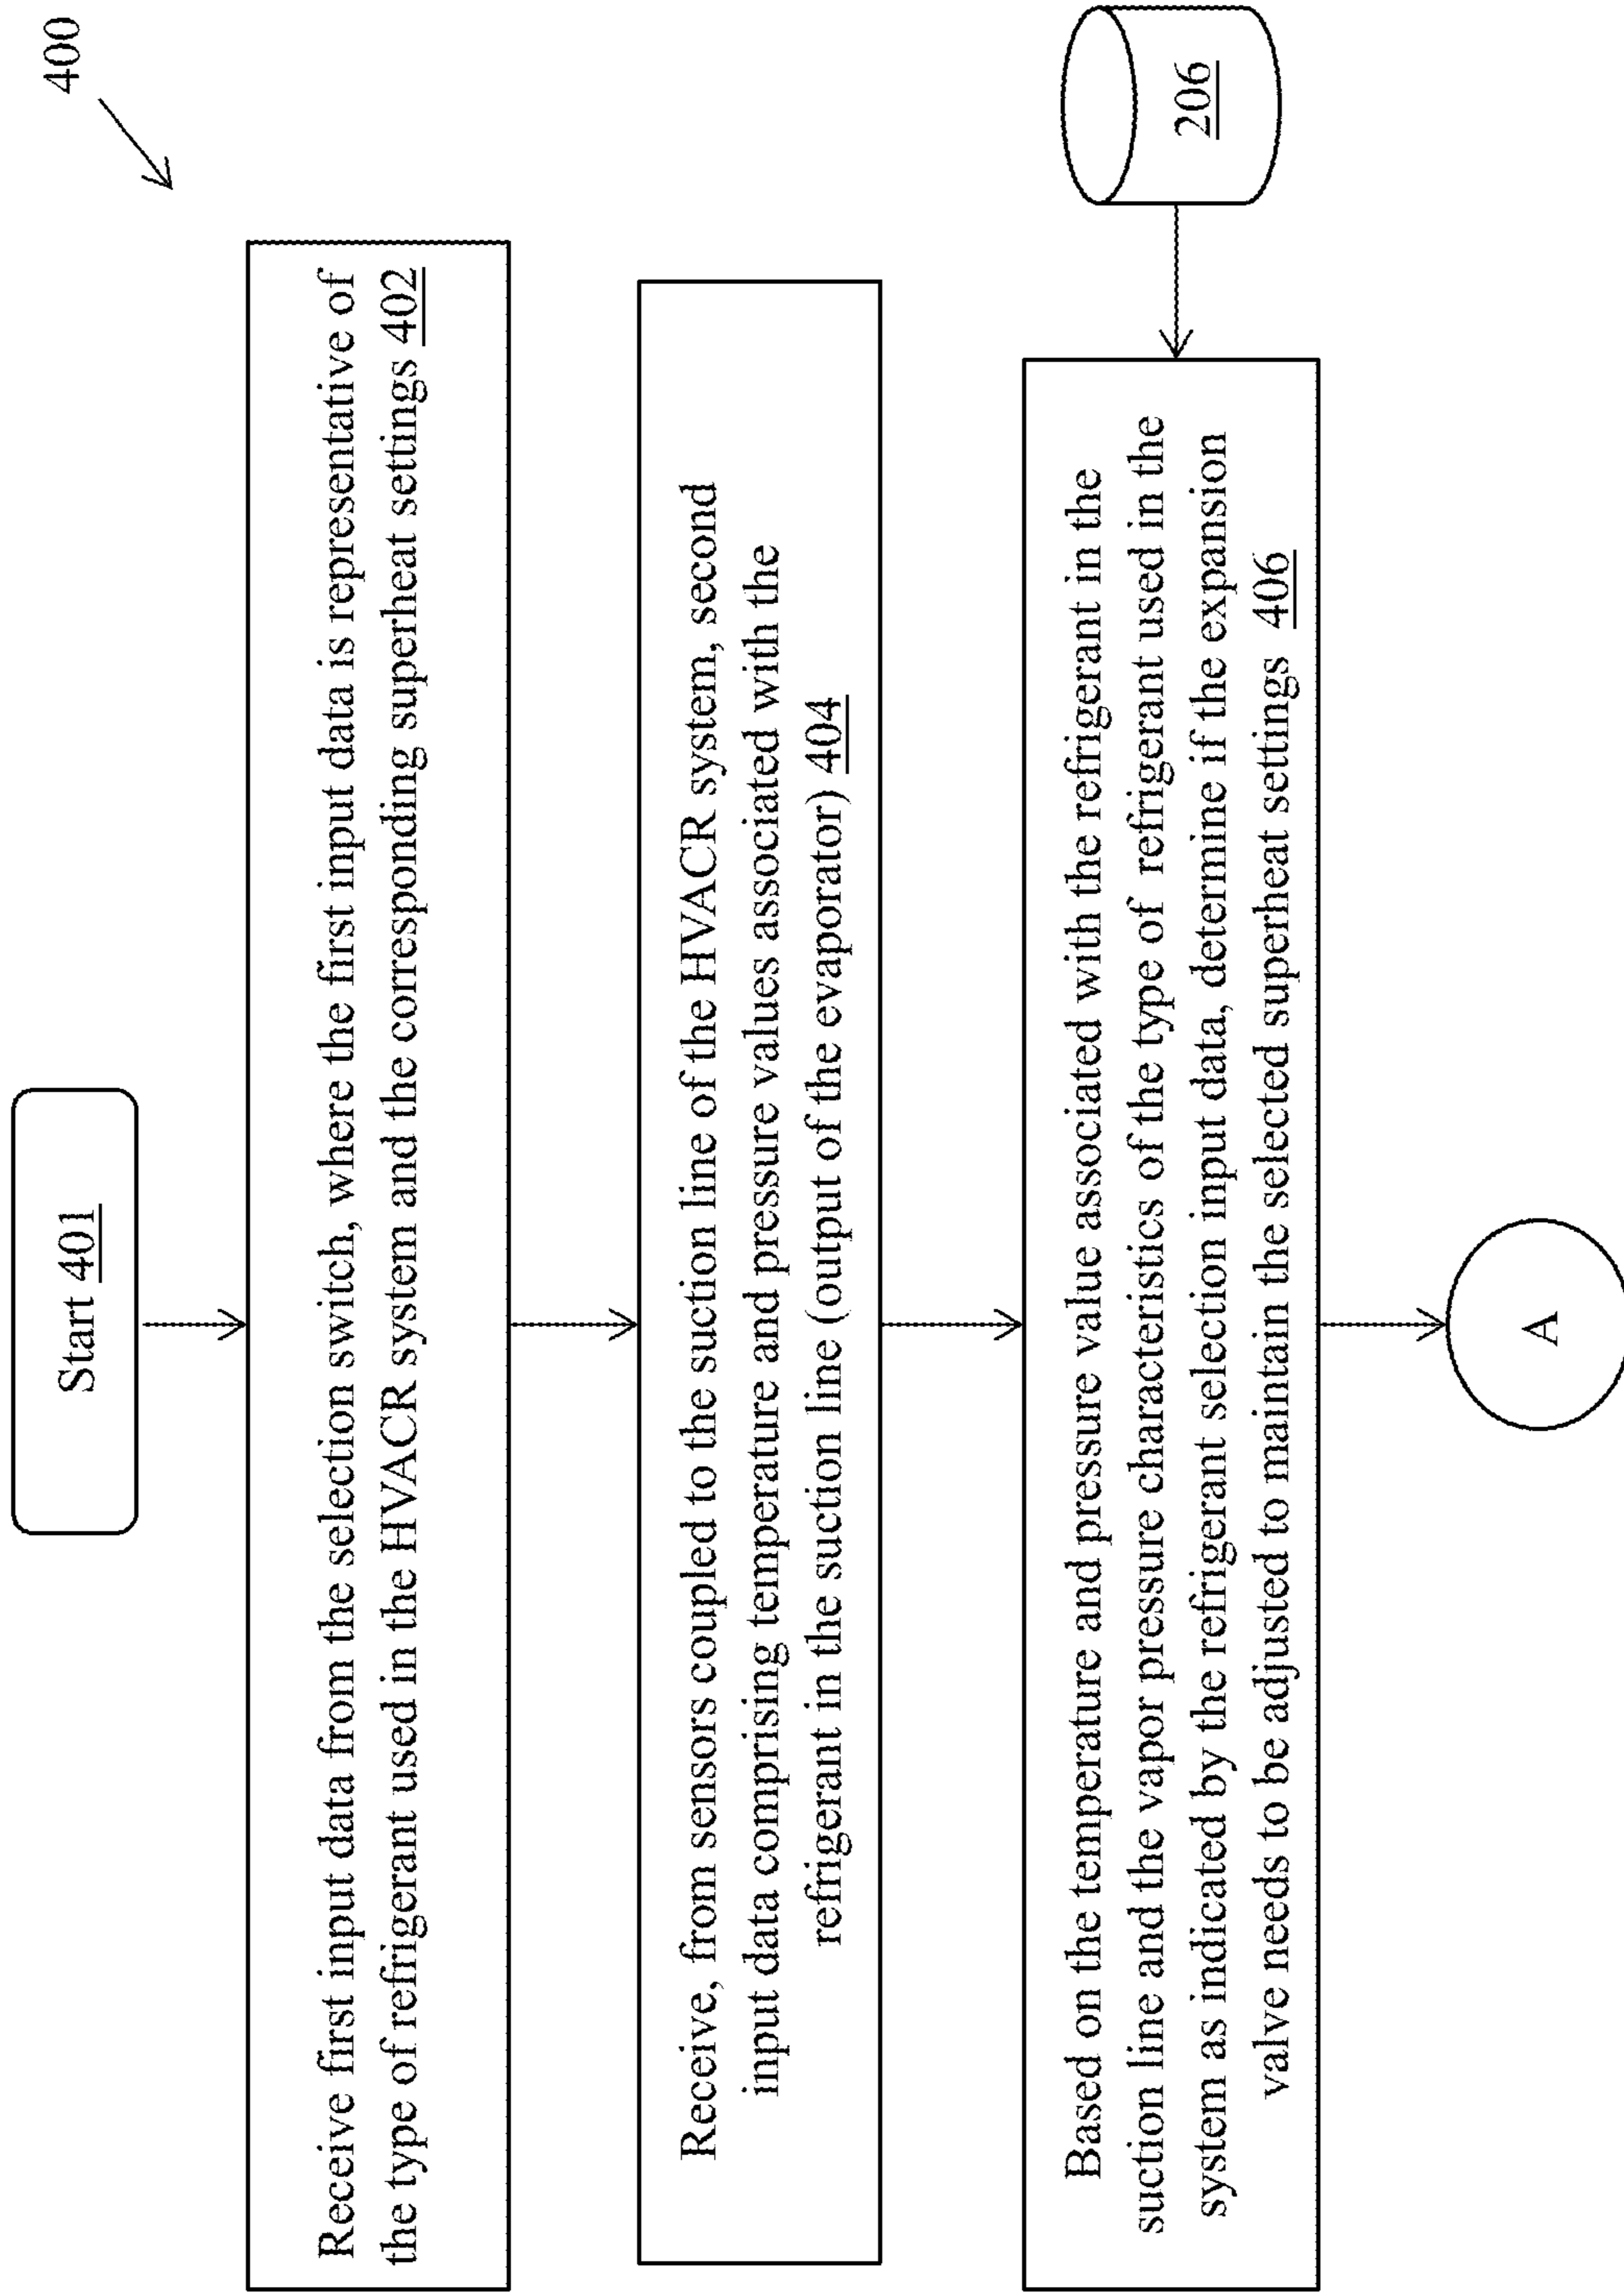 400
Start 401
Receive first input data from the selection switch, where the first input data is representative of
the type of refrigerant used in the HVACR system and the corresponding superheat settings 402
Receive, from sensors coupled to the suction line of the HVACR system, second
input data comprising temperature and pressure values associated with the
refrigerant in the suction line (output of the evaporator) 404
Based on the temperature and pressure value associated with the refrigerant in the
suction line and the vapor pressure characteristics of the type of refrigerant used in the
system as indicated by the refrigerant selection input data, determine if the expansion
valve needs to be adjusted to maintain the selected superheat settings 406
206
A